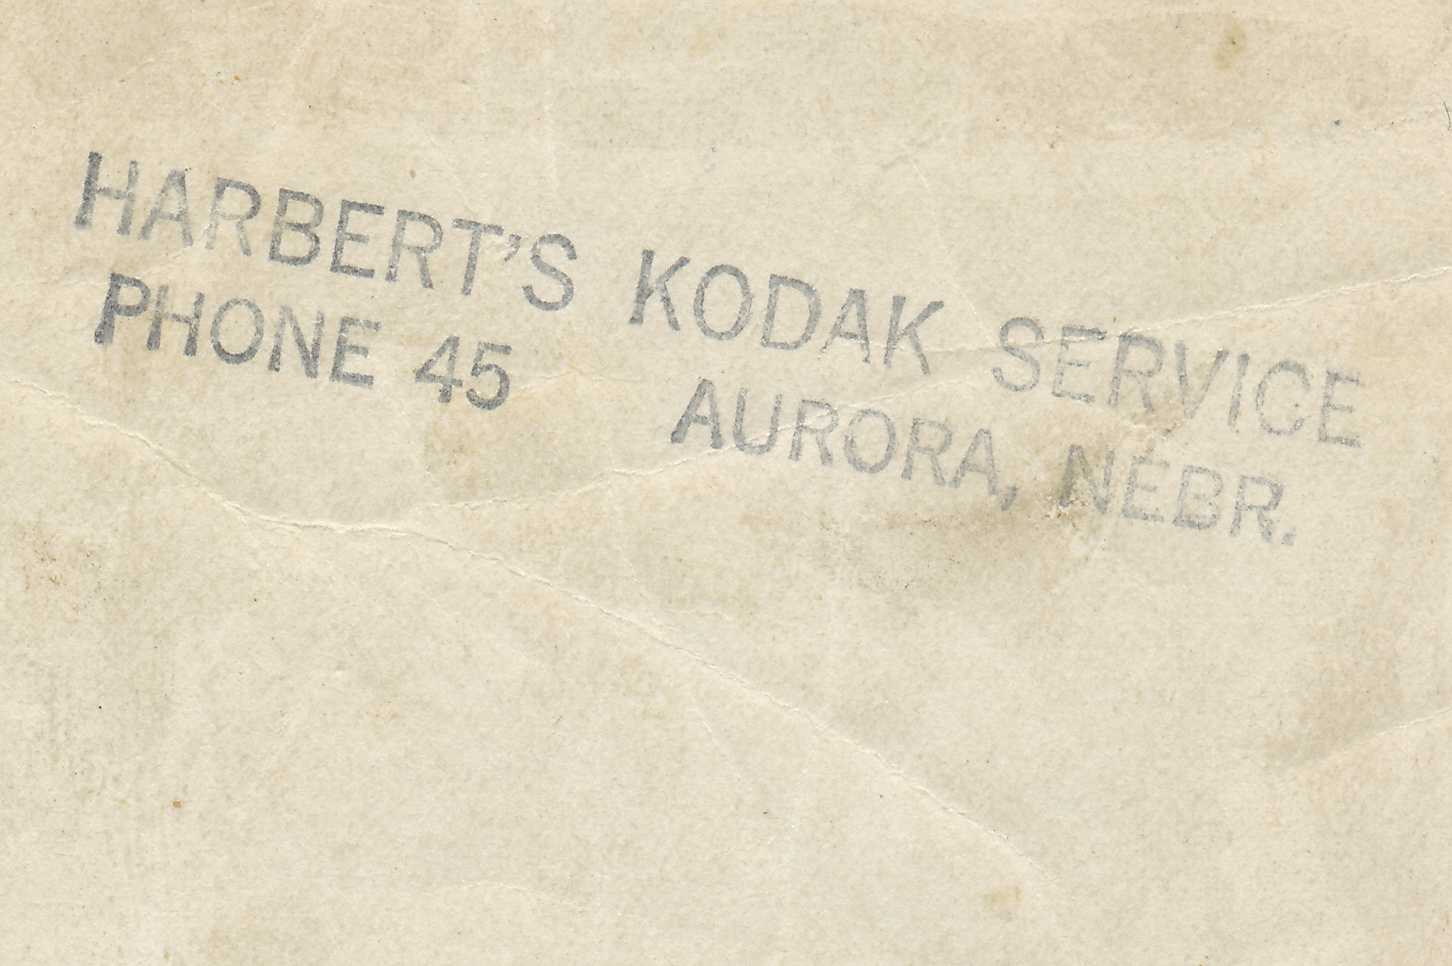 HARBERT'S KODAK SERVICE
PHONE 45 AURORA, NEBR.